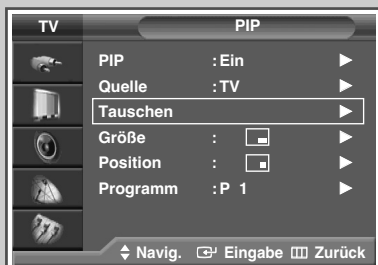 TV PIP
PIP : Ein
Quelle : TV
Tauschen
Größe :
Position :
Programm : P 1
Navig. Eingabe Zurück